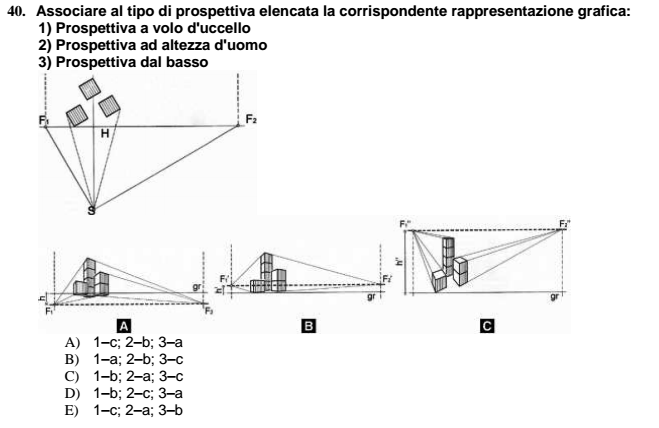 40. Associare al tipo di prospettiva elencata la corrispondente rappresentazione grafica:
1) Prospettiva a volo d'uccello
2) Prospettiva ad altezza d'uomo
3) Prospettiva dal basso
F₁ H F₂
S
F₁" F₂"
h"
gr
F₁' F₂'
h'
gr
gr
h
F₁ F₂
A B C
A) 1–c; 2–b; 3–a
B) 1–a; 2–b; 3–c
C) 1–b; 2–a; 3–c
D) 1–b; 2–c; 3–a
E) 1–c; 2–a; 3–b